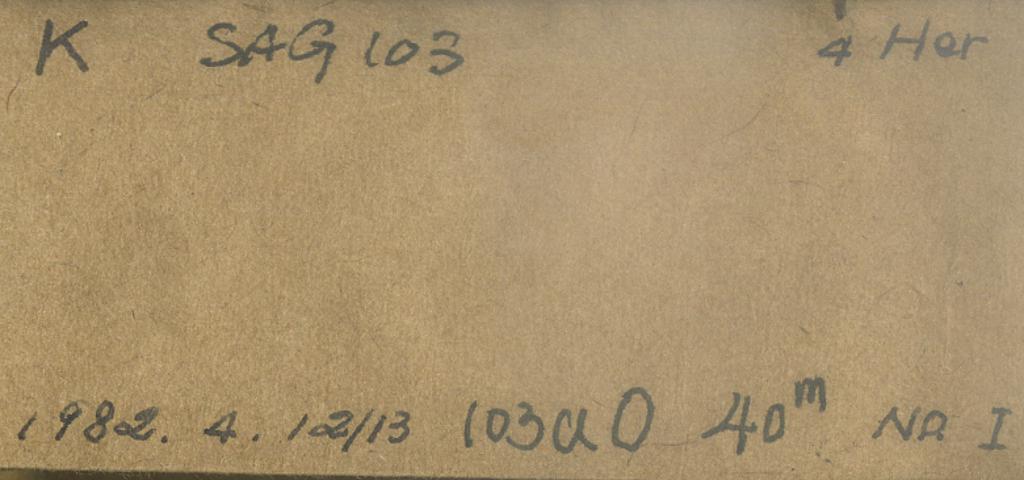 K SAG 103 4 Her
1982. 4. 12/13 103aO 40m NA I